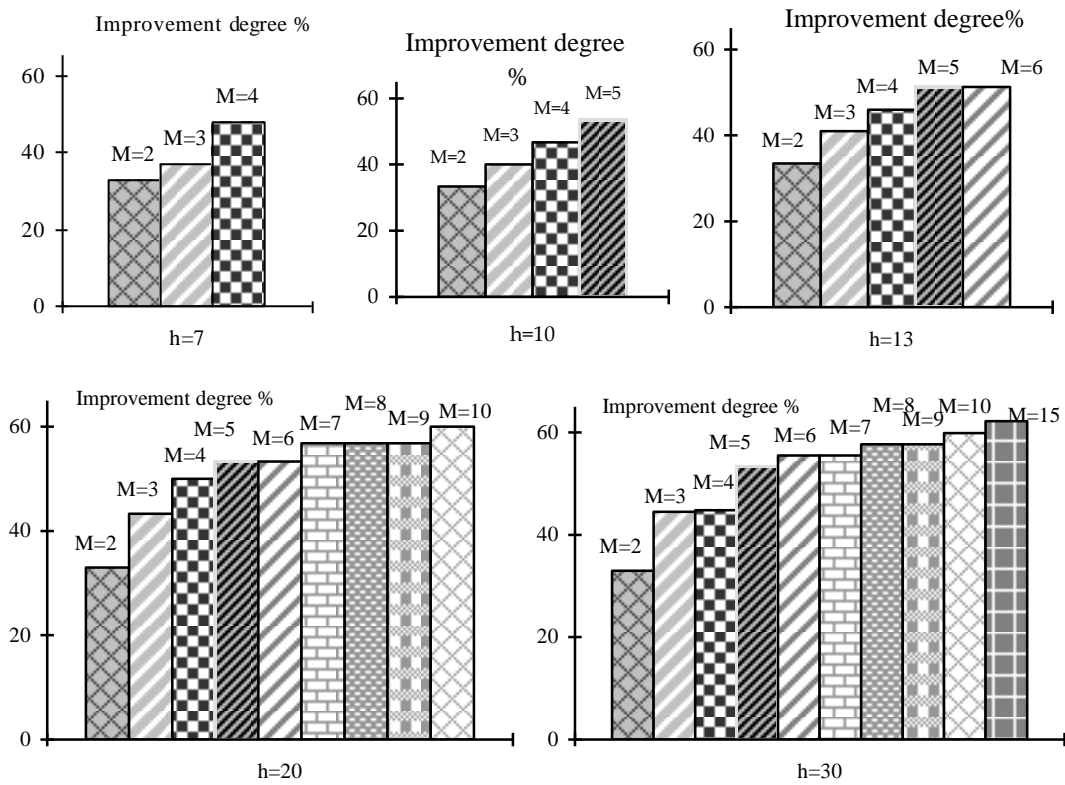 Improvement degree %
60
40
20
0
M=2
M=3
M=4
h=7
Improvement degree
%
60
40
20
0
M=2
M=3
M=4
M=5
h=10
Improvement degree%
60
40
20
0
M=2
M=3
M=4
M=5
M=6
h=13
Improvement degree %
60
40
20
0
M=2
M=3
M=4
M=5
M=6
M=7
M=8
M=9
M=10
h=20
Improvement degree %
60
40
20
0
M=2
M=3
M=4
M=5
M=6
M=7
M=8
M=9
M=10
M=15
h=30